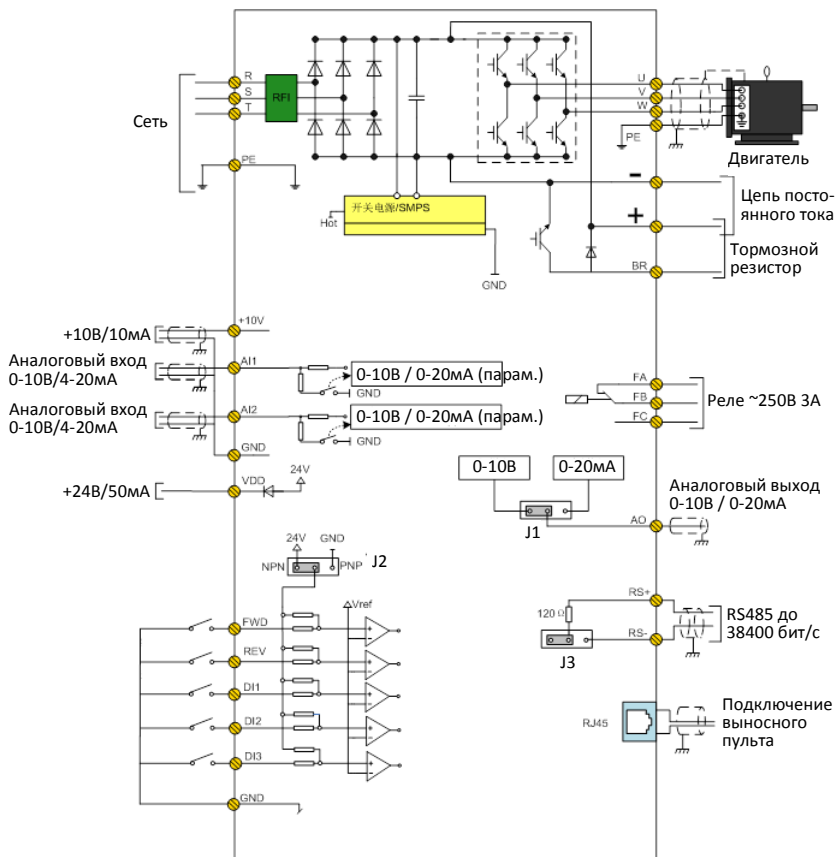 Сеть
R
S
T
RFI
PE
开关电源/SMPS
Hot
GND
U
V
W
PE
Двигатель
-
+
BR
Цепь посто-
янного тока
Тормозной
резистор
+10В/10мА
+10V
Аналоговый вход
0-10В/4-20мА
AI1
0-10В / 0-20мА (парам.)
GND
Аналоговый вход
0-10В/4-20мА
AI2
0-10В / 0-20мА (парам.)
GND
GND
+24В/50мА
VDD
24V
FA
FB
FC
Реле ~250В 3А
0-10В
0-20мА
J1
AO
Аналоговый выход
0-10В / 0-20мА
24V
GND
NPN
PNP
J2
Vref
FWD
REV
DI1
DI2
DI3
GND
+
-
+
-
+
-
+
-
+
-
RS+
120 Ω
RS-
J3
RS485 до
38400 бит/с
RJ45
Подключение
выносного
пульта